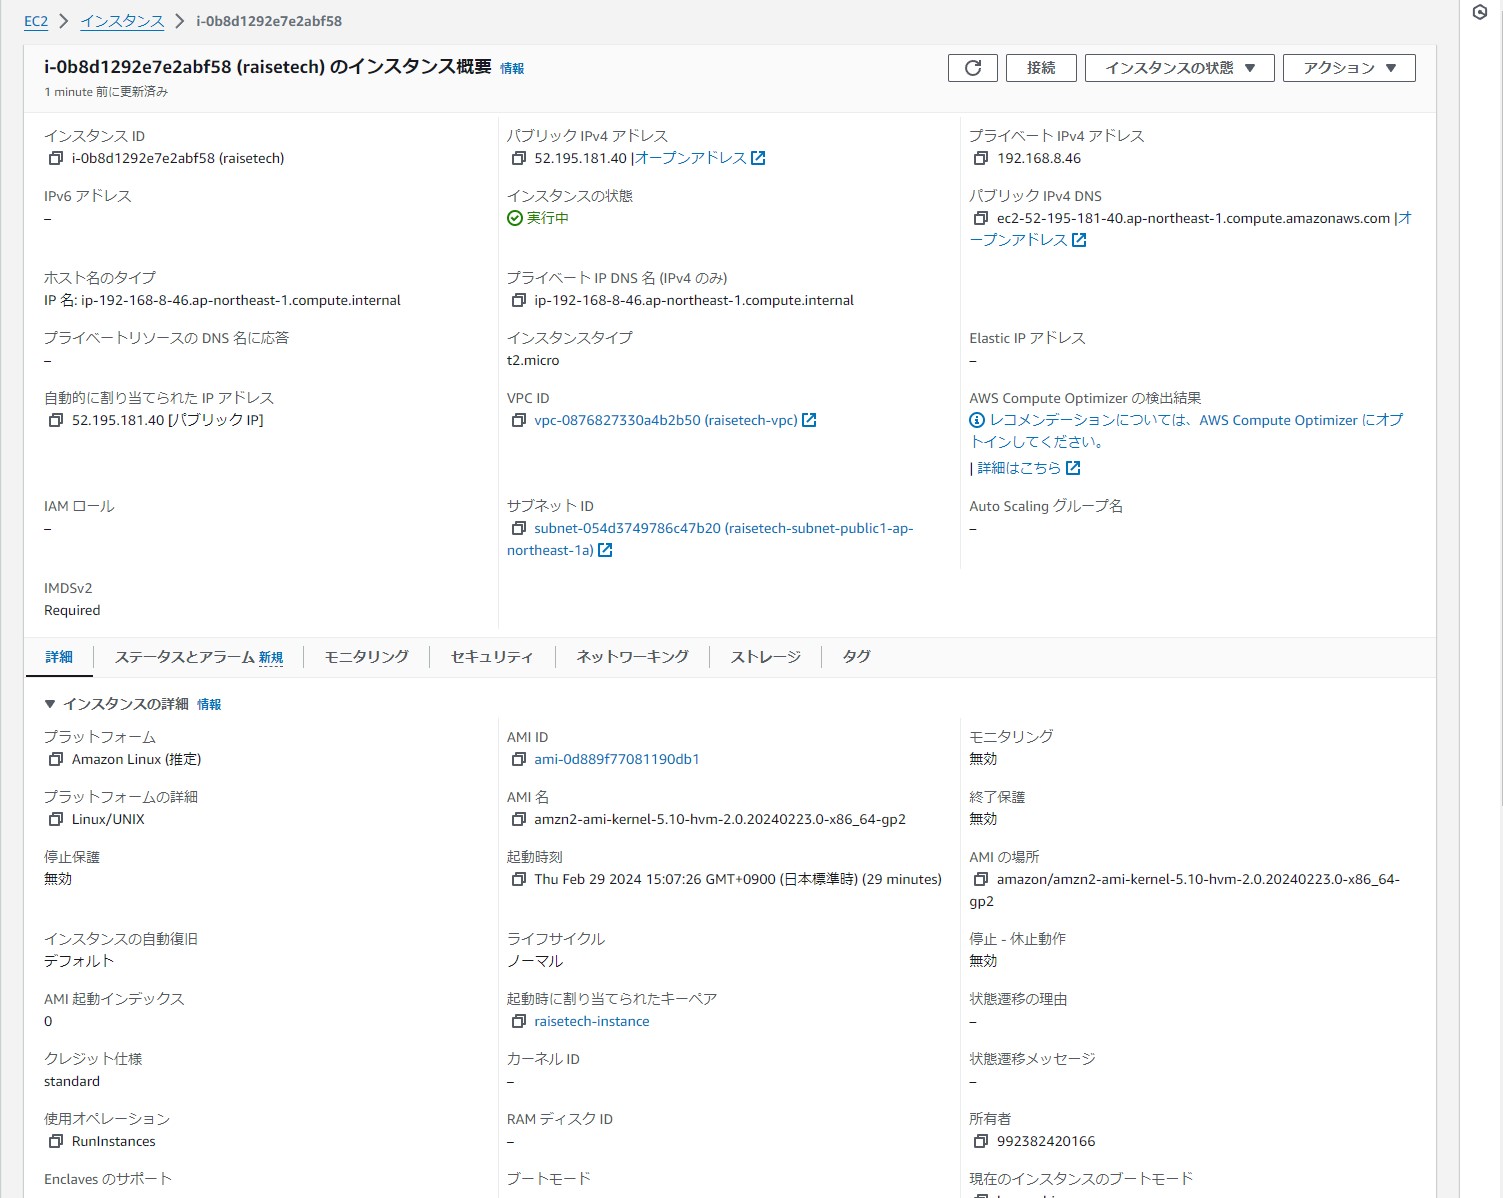 EC2 > インスタンス > i-0b8d1292e7e2abf58
i-0b8d1292e7e2abf58 (raisetech) のインスタンス概要 情報
1 minute 前に更新済み
接続
インスタンスの状態 ▼
アクション ▼
インスタンス ID
i-0b8d1292e7e2abf58 (raisetech)
パブリック IPv4 アドレス
52.195.181.40 |オープンアドレス
プライベート IPv4 アドレス
192.168.8.46
IPv6 アドレス
–
インスタンスの状態
実行中
パブリック IPv4 DNS
ec2-52-195-181-40.ap-northeast-1.compute.amazonaws.com |オ
ープンアドレス
ホスト名のタイプ
IP 名: ip-192-168-8-46.ap-northeast-1.compute.internal
プライベート IP DNS 名 (IPv4 のみ)
ip-192-168-8-46.ap-northeast-1.compute.internal
プライベートリソースの DNS 名に応答
–
インスタンスタイプ
t2.micro
Elastic IP アドレス
–
自動的に割り当てられた IP アドレス
52.195.181.40 [パブリック IP]
VPC ID
vpc-0876827330a4b2b50 (raisetech-vpc)
AWS Compute Optimizer の検出結果
レコメンデーションについては、AWS Compute Optimizer にオプ
トインしてください。
| 詳細はこちら
IAM ロール
–
サブネット ID
subnet-054d3749786c47b20 (raisetech-subnet-public1-ap-
northeast-1a)
Auto Scaling グループ名
–
IMDSv2
Required
詳細
ステータスとアラーム 新規
モニタリング
セキュリティ
ネットワーキング
ストレージ
タグ
▼ インスタンスの詳細 情報
プラットフォーム
Amazon Linux (推定)
AMI ID
ami-0d889f77081190db1
モニタリング
無効
プラットフォームの詳細
Linux/UNIX
AMI 名
amzn2-ami-kernel-5.10-hvm-2.0.20240223.0-x86_64-gp2
終了保護
無効
停止保護
無効
起動時刻
Thu Feb 29 2024 15:07:26 GMT+0900 (日本標準時) (29 minutes)
AMI の場所
amazon/amzn2-ami-kernel-5.10-hvm-2.0.20240223.0-x86_64-
gp2
インスタンスの自動復旧
デフォルト
ライフサイクル
ノーマル
停止 - 休止動作
無効
AMI 起動インデックス
0
起動時に割り当てられたキーペア
raisetech-instance
状態遷移の理由
–
クレジット仕様
standard
カーネル ID
–
状態遷移メッセージ
–
使用オペレーション
RunInstances
RAM ディスク ID
–
所有者
992382420166
Enclaves のサポート
ブートモード
現在のインスタンスのブートモード